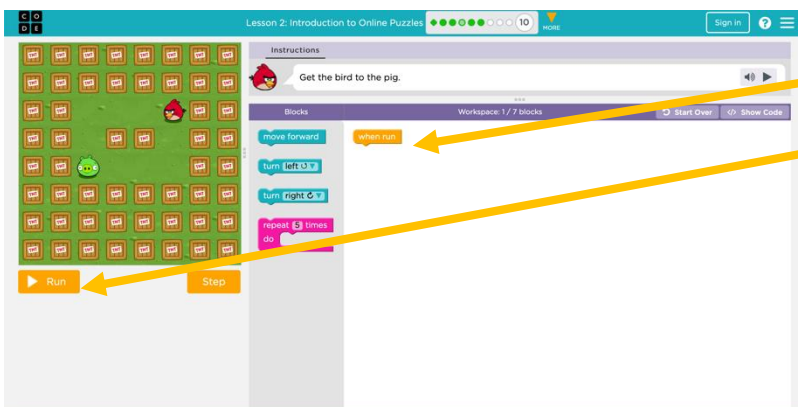 C O
D E
Lesson 2: Introduction to Online Puzzles
10
MORE
Sign in
?
Instructions
Get the bird to the pig.
Blocks
Workspace: 1 / 7 blocks
Start Over
</> Show Code
move forward
when run
turn left
turn right
repeat 5 times
do
Run
Step